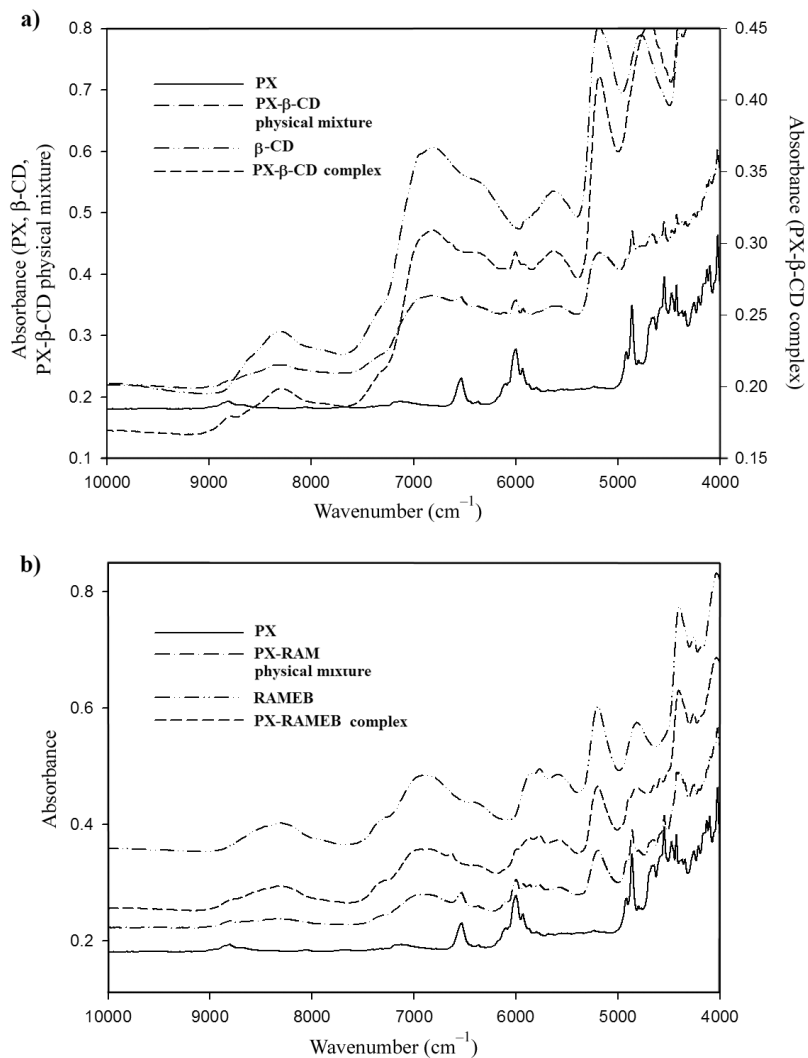 a)
0.8
0.7
0.6
0.5
0.4
0.3
0.2
0.1
Absorbance (PX, β-CD,
PX-β-CD physical mixture)
PX
PX-β-CD
physical mixture
β-CD
PX-β-CD complex
0.45
0.40
0.35
0.30
0.25
0.20
0.15
Absorbance
(PX-β-CD complex)
10000 9000 8000 7000 6000 5000 4000
Wavenumber (cm⁻¹)
b)
0.8
0.6
0.4
0.2
Absorbance
PX
PX-RAM
physical mixture
RAMEB
PX-RAMEB complex
10000 9000 8000 7000 6000 5000 4000
Wavenumber (cm⁻¹)